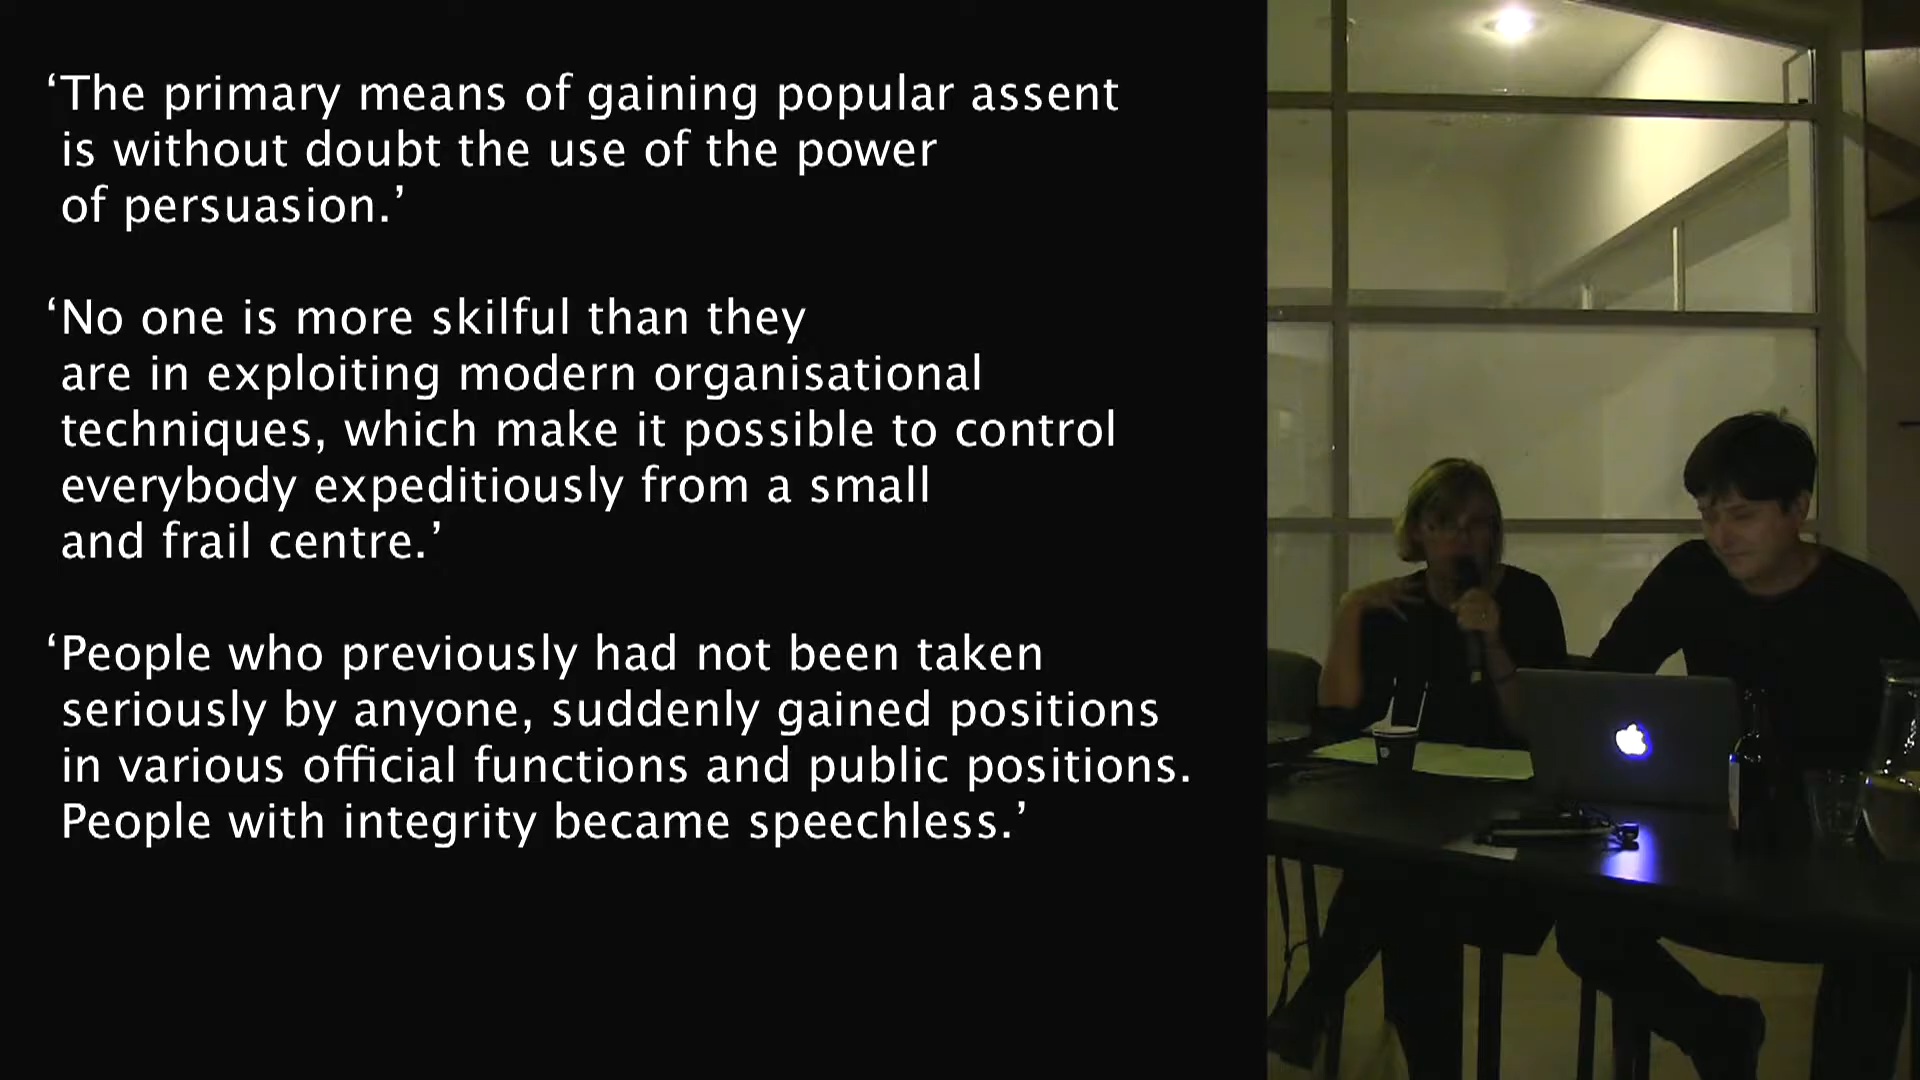 ‘The primary means of gaining popular assent
is without doubt the use of the power
of persuasion.’
‘No one is more skilful than they
are in exploiting modern organisational
techniques, which make it possible to control
everybody expeditiously from a small
and frail centre.’
‘People who previously had not been taken
seriously by anyone, suddenly gained positions
in various official functions and public positions.
People with integrity became speechless.’